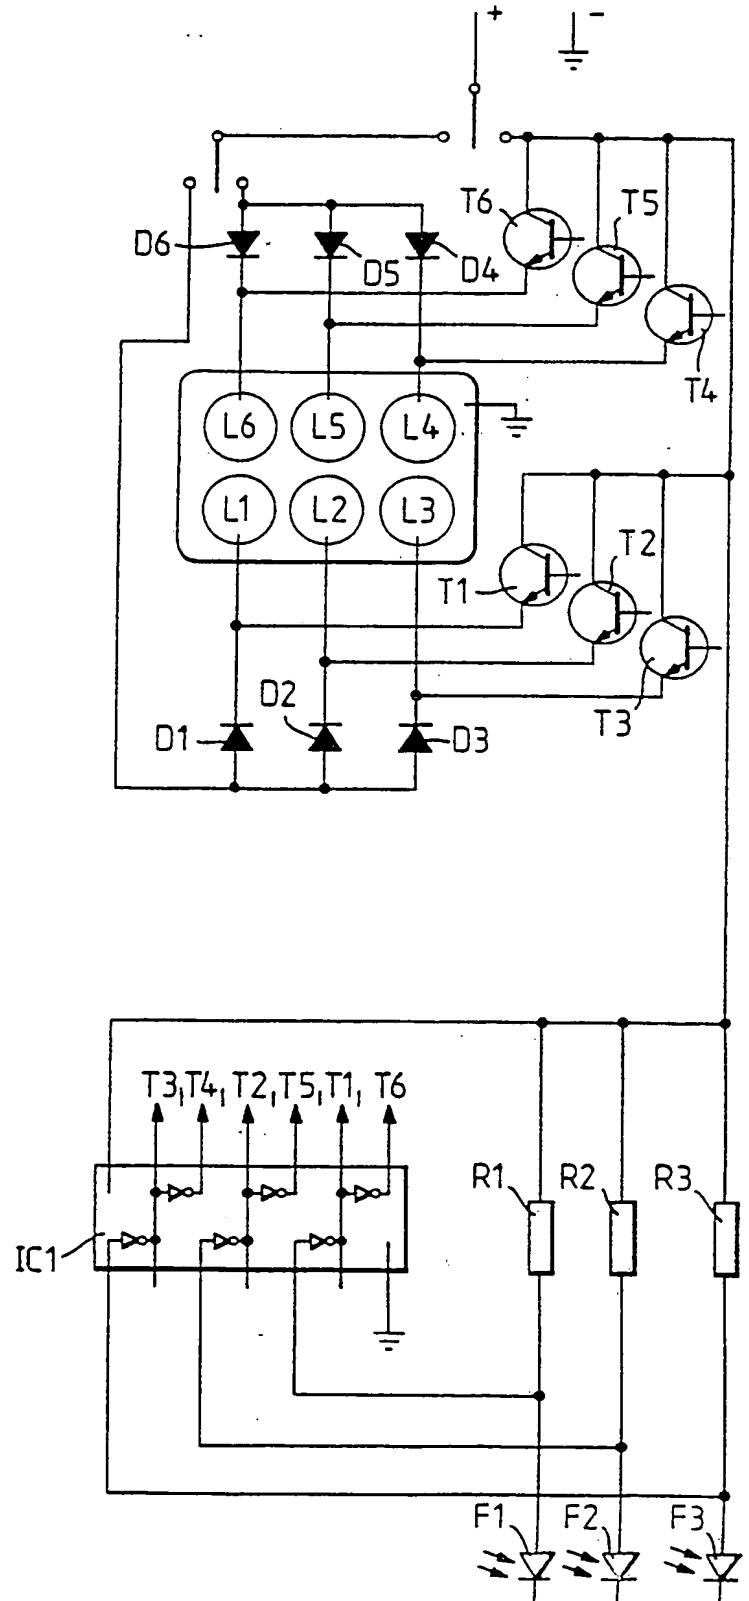 + -
T6 T5
D6 D5 D4
T4
L6 L5 L4
L1 L2 L3
T2
T1
D2
T3
D1 D3
T3, T4, T2, T5, T1, T6
R1 R2 R3
IC1
F1 F2 F3